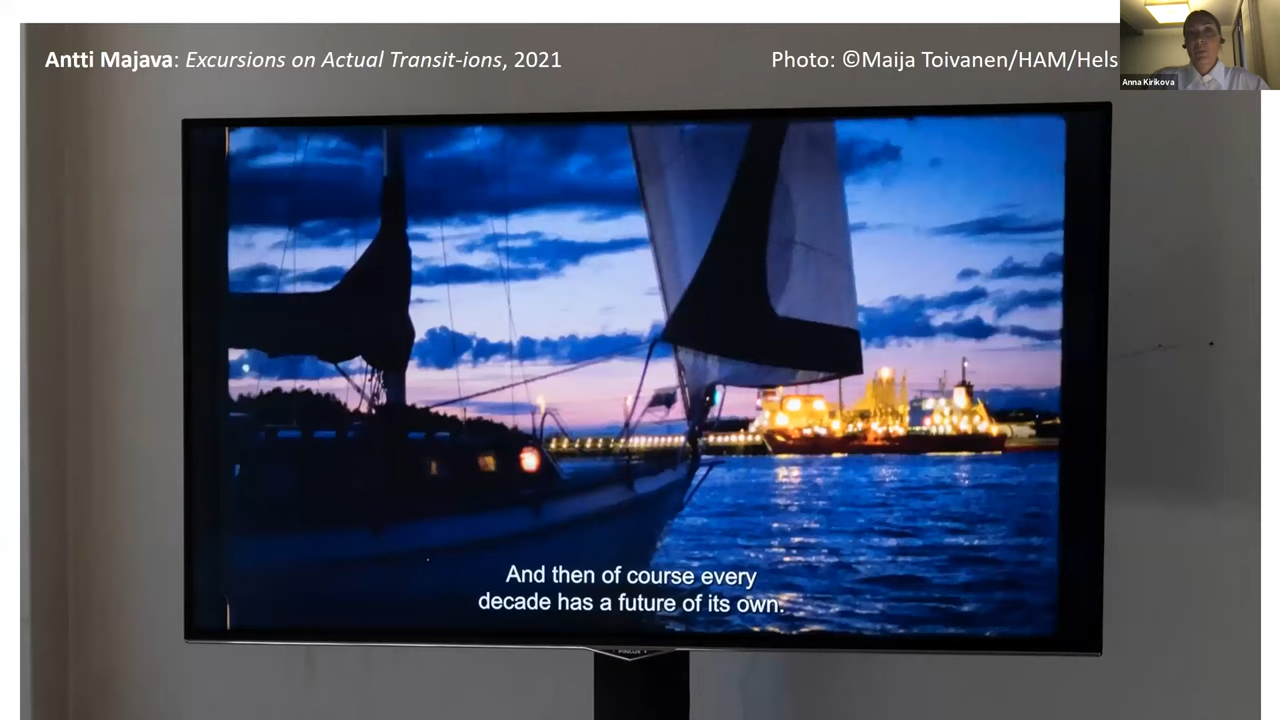 Antti Majava: Excursions on Actual Transit-ions, 2021
Photo: ©Maija Toivanen/HAM/Hels
Anna Kirikova
And then of course every
decade has a future of its own.
FINLUX